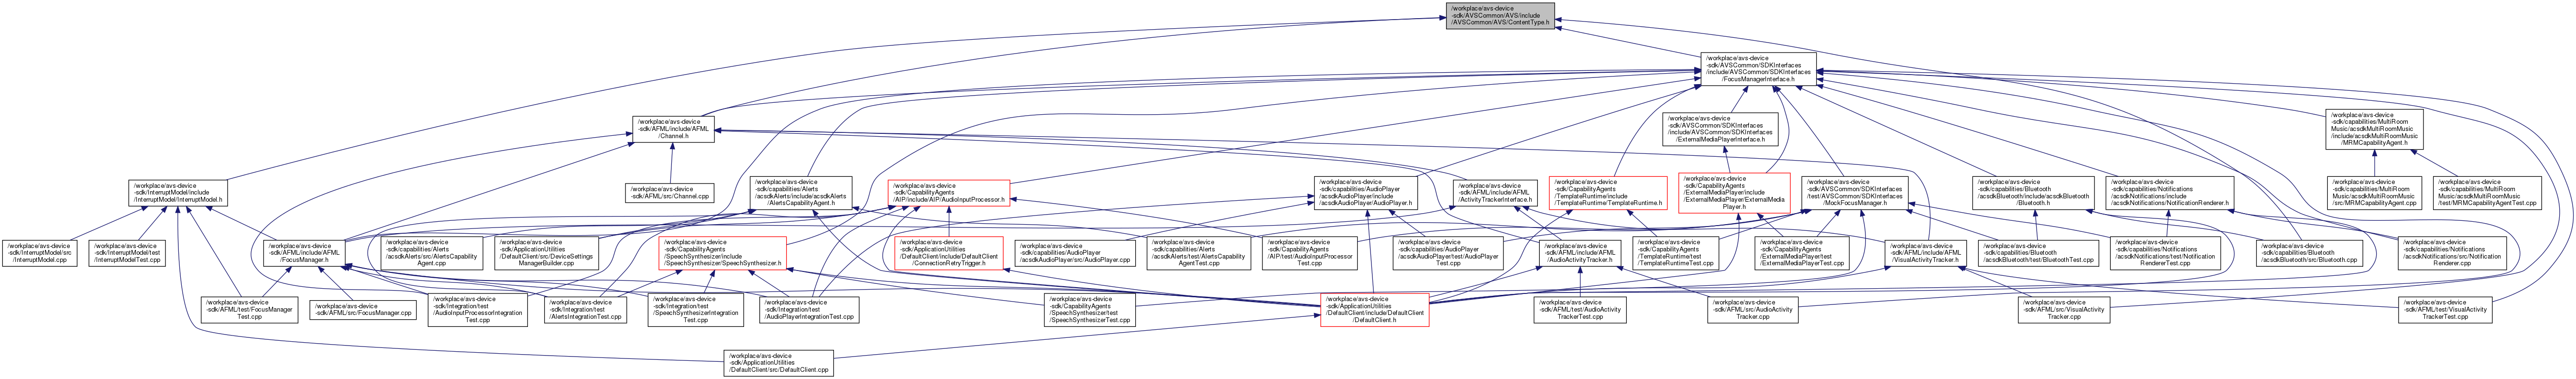 /workplace/avs-device
-sdk/AVSCommon/AVS/include
/AVSCommon/AVS/ContentType.h
/workplace/avs-device
-sdk/AVSCommon/SDKInterfaces
/include/AVSCommon/SDKInterfaces
/FocusManagerInterface.h
/workplace/avs-device
-sdk/AFML/include/AFML
/Channel.h
/workplace/avs-device
-sdk/AVSCommon/SDKInterfaces
/include/AVSCommon/SDKInterfaces
/ExternalMediaPlayerInterface.h
/workplace/avs-device
-sdk/capabilities/MultiRoom
Music/acsdkMultiRoomMusic
/include/acsdkMultiRoomMusic
/MRMCapabilityAgent.h
/workplace/avs-device
-sdk/InterruptModel/include
/InterruptModel/InterruptModel.h
/workplace/avs-device
-sdk/AFML/src/Channel.cpp
/workplace/avs-device
-sdk/capabilities/Alerts
/acsdkAlerts/include/acsdkAlerts
/AlertsCapabilityAgent.h
/workplace/avs-device
-sdk/CapabilityAgents
/AIP/include/AIP/AudioInputProcessor.h
/workplace/avs-device
-sdk/capabilities/AudioPlayer
/acsdkAudioPlayer/include
/acsdkAudioPlayer/AudioPlayer.h
/workplace/avs-device
-sdk/AFML/include/AFML
/ActivityTrackerInterface.h
/workplace/avs-device
-sdk/CapabilityAgents
/TemplateRuntime/include
/TemplateRuntime/TemplateRuntime.h
/workplace/avs-device
-sdk/CapabilityAgents
/ExternalMediaPlayer/include
/ExternalMediaPlayer/ExternalMedia
Player.h
/workplace/avs-device
-sdk/AVSCommon/SDKInterfaces
/test/AVSCommon/SDKInterfaces
/MockFocusManager.h
/workplace/avs-device
-sdk/capabilities/Bluetooth
/acsdkBluetooth/include/acsdkBluetooth
/Bluetooth.h
/workplace/avs-device
-sdk/capabilities/Notifications
/acsdkNotifications/include
/acsdkNotifications/NotificationRenderer.h
/workplace/avs-device
-sdk/capabilities/MultiRoom
Music/acsdkMultiRoomMusic
/src/MRMCapabilityAgent.cpp
/workplace/avs-device
-sdk/capabilities/MultiRoom
Music/acsdkMultiRoomMusic
/test/MRMCapabilityAgentTest.cpp
/workplace/avs-device
-sdk/InterruptModel/src
/InterruptModel.cpp
/workplace/avs-device
-sdk/InterruptModel/test
/InterruptModelTest.cpp
/workplace/avs-device
-sdk/AFML/include/AFML
/FocusManager.h
/workplace/avs-device
-sdk/capabilities/Alerts
/acsdkAlerts/src/AlertsCapability
Agent.cpp
/workplace/avs-device
-sdk/ApplicationUtilities
/DefaultClient/src/DeviceSettings
ManagerBuilder.cpp
/workplace/avs-device
-sdk/CapabilityAgents
/SpeechSynthesizer/include
/SpeechSynthesizer/SpeechSynthesizer.h
/workplace/avs-device
-sdk/ApplicationUtilities
/DefaultClient/include/DefaultClient
/ConnectionRetryTrigger.h
/workplace/avs-device
-sdk/capabilities/AudioPlayer
/acsdkAudioPlayer/src/AudioPlayer.cpp
/workplace/avs-device
-sdk/capabilities/Alerts
/acsdkAlerts/test/AlertsCapability
AgentTest.cpp
/workplace/avs-device
-sdk/CapabilityAgents
/AIP/test/AudioInputProcessor
Test.cpp
/workplace/avs-device
-sdk/capabilities/AudioPlayer
/acsdkAudioPlayer/test/AudioPlayer
Test.cpp
/workplace/avs-device
-sdk/AFML/include/AFML
/AudioActivityTracker.h
/workplace/avs-device
-sdk/CapabilityAgents
/TemplateRuntime/test
/TemplateRuntimeTest.cpp
/workplace/avs-device
-sdk/CapabilityAgents
/ExternalMediaPlayer/test
/ExternalMediaPlayerTest.cpp
/workplace/avs-device
-sdk/AFML/include/AFML
/VisualActivityTracker.h
/workplace/avs-device
-sdk/capabilities/Bluetooth
/acsdkBluetooth/test/BluetoothTest.cpp
/workplace/avs-device
-sdk/capabilities/Notifications
/acsdkNotifications/test/Notification
RendererTest.cpp
/workplace/avs-device
-sdk/capabilities/Bluetooth
/acsdkBluetooth/src/Bluetooth.cpp
/workplace/avs-device
-sdk/capabilities/Notifications
/acsdkNotifications/src/Notification
Renderer.cpp
/workplace/avs-device
-sdk/AFML/test/FocusManager
Test.cpp
/workplace/avs-device
-sdk/AFML/src/FocusManager.cpp
/workplace/avs-device
-sdk/Integration/test
/AudioInputProcessorIntegration
Test.cpp
/workplace/avs-device
-sdk/Integration/test
/AlertsIntegrationTest.cpp
/workplace/avs-device
-sdk/Integration/test
/SpeechSynthesizerIntegration
Test.cpp
/workplace/avs-device
-sdk/Integration/test
/AudioPlayerIntegrationTest.cpp
/workplace/avs-device
-sdk/CapabilityAgents
/SpeechSynthesizer/test
/SpeechSynthesizerTest.cpp
/workplace/avs-device
-sdk/ApplicationUtilities
/DefaultClient/include/DefaultClient
/DefaultClient.h
/workplace/avs-device
-sdk/AFML/test/AudioActivity
TrackerTest.cpp
/workplace/avs-device
-sdk/AFML/src/AudioActivity
Tracker.cpp
/workplace/avs-device
-sdk/AFML/src/VisualActivity
Tracker.cpp
/workplace/avs-device
-sdk/AFML/test/VisualActivity
TrackerTest.cpp
/workplace/avs-device
-sdk/ApplicationUtilities
/DefaultClient/src/DefaultClient.cpp